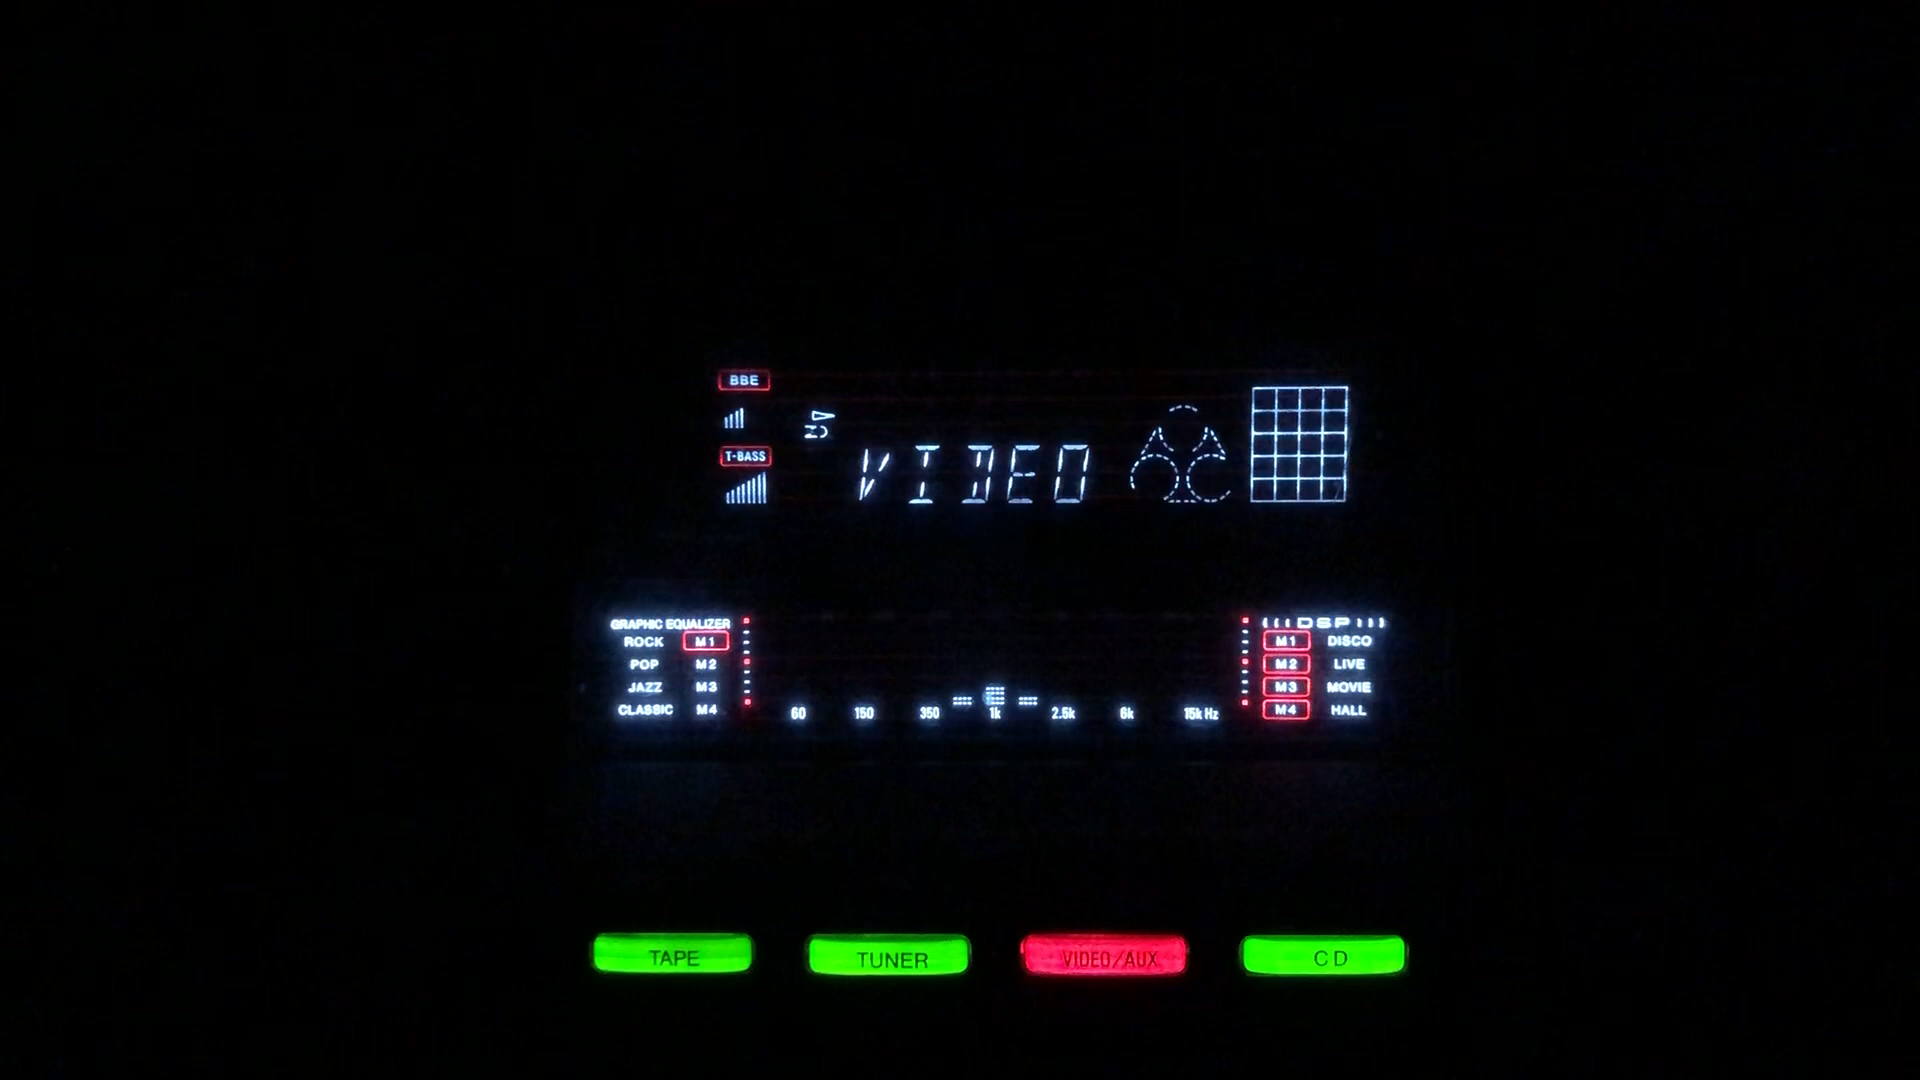 BBE
T-BASS
VIDEO
GRAPHIC EQUALIZER
ROCK M1
POP M2
JAZZ M3
CLASSIC M4
60 150 350 1k 2.5k 6k 15k Hz
DSP
M1 DISCO
M2 LIVE
M3 MOVIE
M4 HALL
TAPE
TUNER
VIDEO/AUX
CD